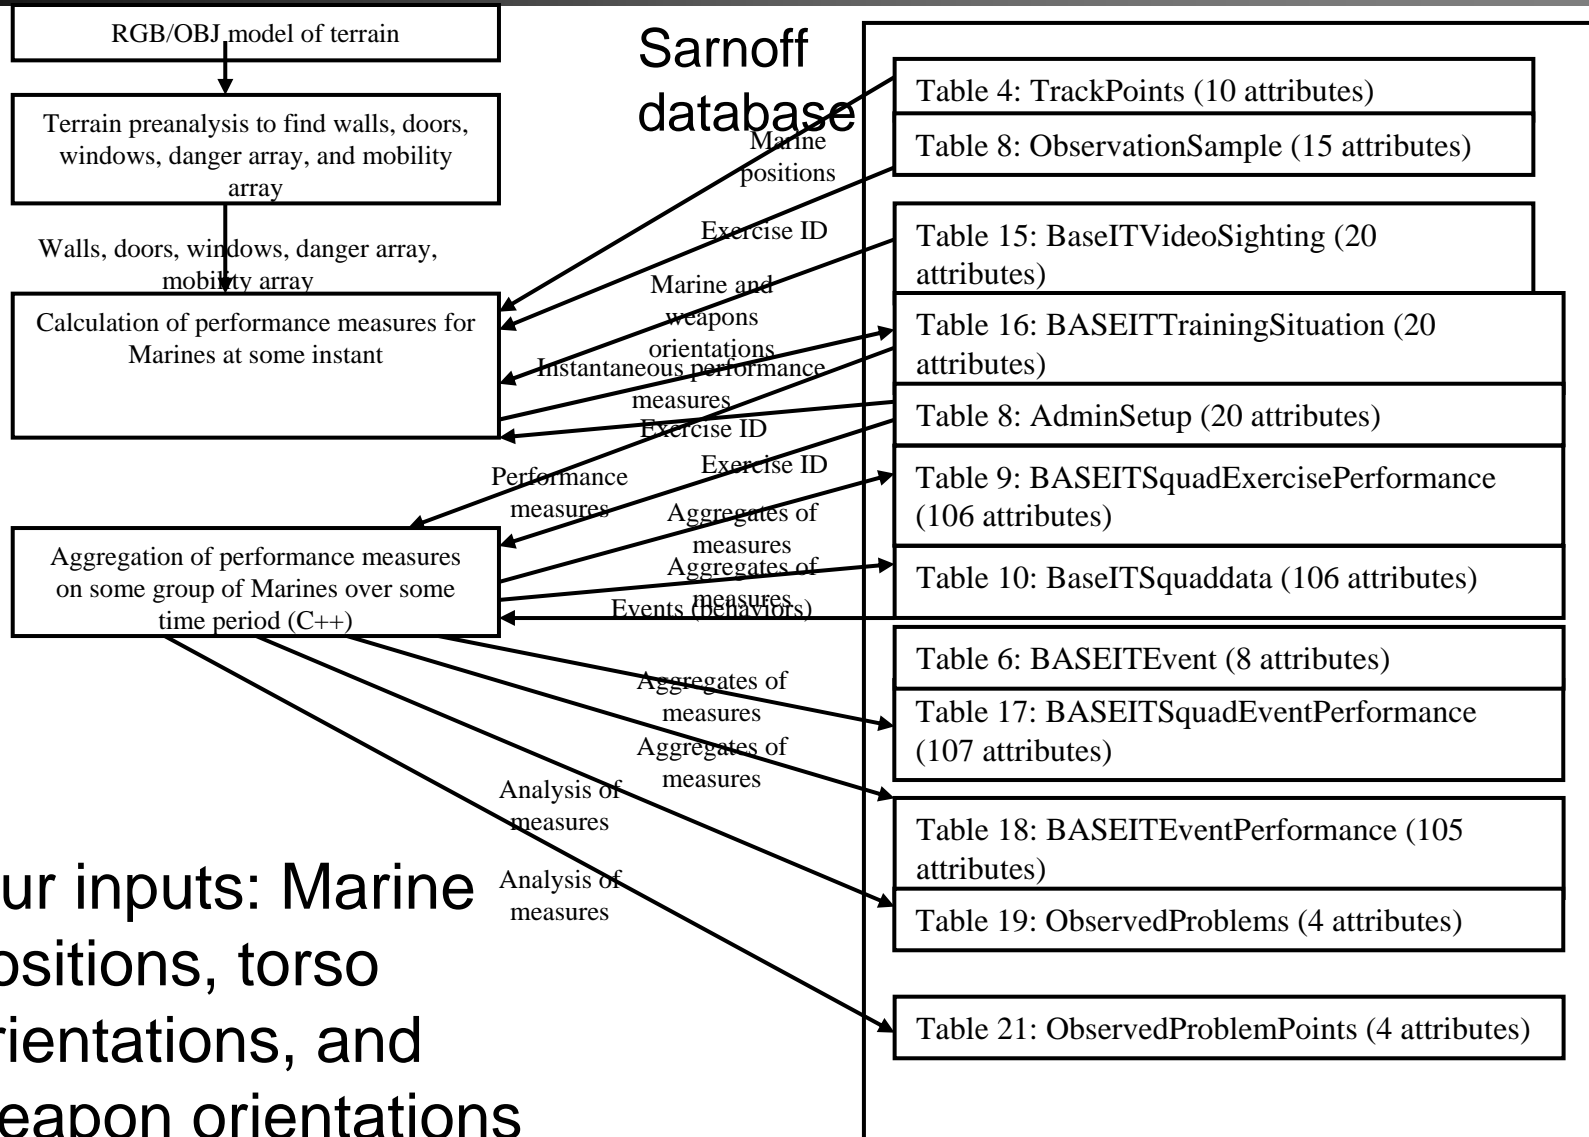 RGB/OBJ model of terrain
Terrain preanalysis to find walls, doors,
windows, danger array, and mobility
array
Walls, doors, windows, danger array,
mobility array
Calculation of performance measures for
Marines at some instant
Aggregation of performance measures
on some group of Marines over some
time period (C++)
ur inputs: Marine
ositions, torso
rientations, and
eapon orientations
Sarnoff
database
Marine
positions
Exercise ID
Marine and
weapons
orientations
Instantaneous performance
measures
Exercise ID
Exercise ID
Performance
measures
Aggregates of
measures
Aggregates of
measures
Events (behaviors)
Aggregates of
measures
Aggregates of
measures
Analysis of
measures
Analysis of
measures
Table 4: TrackPoints (10 attributes)
Table 8: ObservationSample (15 attributes)
Table 15: BaseITVideoSighting (20
attributes)
Table 16: BASEITTrainingSituation (20
attributes)
Table 8: AdminSetup (20 attributes)
Table 9: BASEITSquadExercisePerformance
(106 attributes)
Table 10: BaseITSquaddata (106 attributes)
Table 6: BASEITEvent (8 attributes)
Table 17: BASEITSquadEventPerformance
(107 attributes)
Table 18: BASEITEventPerformance (105
attributes)
Table 19: ObservedProblems (4 attributes)
Table 21: ObservedProblemPoints (4 attributes)